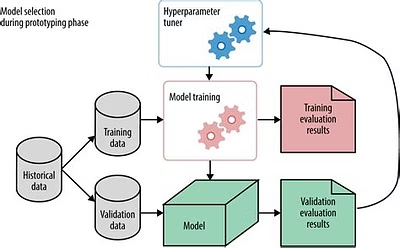 Model selection
during prototyping phase
Hyperparameter
tuner
Model training
Training
data
Training
evaluation
results
Historical
data
Validation
data
Model
Validation
evaluation
results